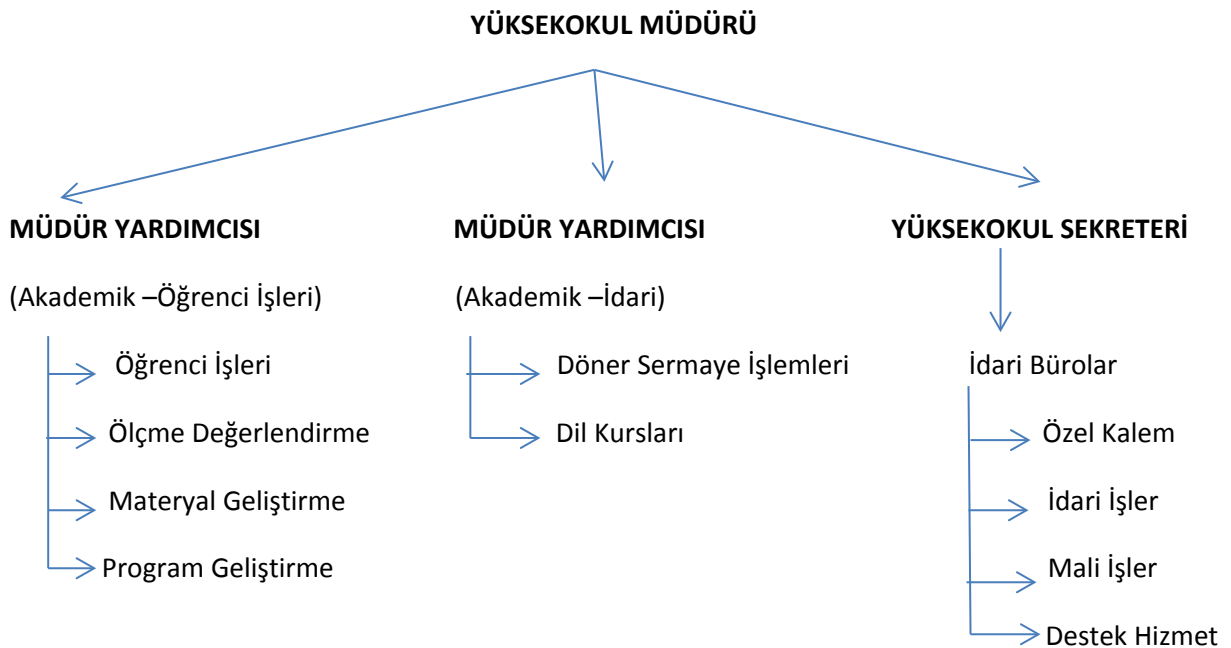 YÜKSEKOKUL MÜDÜRÜ
MÜDÜR YARDIMCISI
(Akademik –Öğrenci İşleri)
Öğrenci İşleri
Ölçme Değerlendirme
Materyal Geliştirme
Program Geliştirme
MÜDÜR YARDIMCISI
(Akademik –İdari)
Döner Sermaye İşlemleri
Dil Kursları
YÜKSEKOKUL SEKRETERİ
İdari Bürolar
Özel Kalem
İdari İşler
Mali İşler
Destek Hizmet